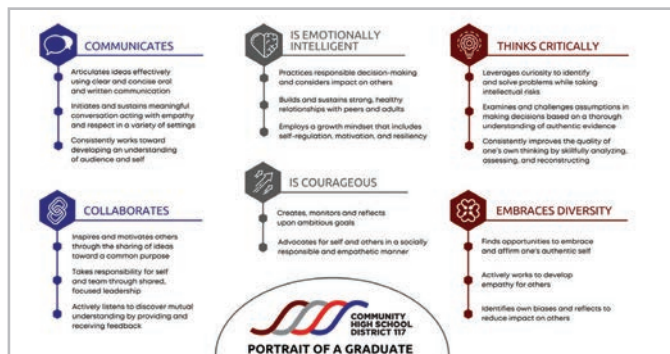 COMMUNICATES
Articulates ideas effectively
using clear and concise oral
and written communication
Initiates and sustains meaningful
conversation acting with empathy
and respect in a variety of settings
Consistently works toward
developing an understanding
of audience and self
IS EMOTIONALLY
INTELLIGENT
Practices responsible decision-making
and considers impact on others
Builds and sustains strong, healthy
relationships with peers and adults
Employs a growth mindset that includes
self-regulation, motivation, and resiliency
THINKS CRITICALLY
Leverages curiosity to identify
and solve problems while taking
intellectual risks
Examines and challenges assumptions in
making decisions based on a thorough
understanding of authentic evidence
Consistently improves the quality of
one's own thinking by skillfully analyzing,
assessing, and reconstructing
COLLABORATES
Inspires and motivates others
through the sharing of ideas
toward a common purpose
Takes responsibility for self
and team through shared,
focused leadership
Actively listens to discover mutual
understanding by providing and
receiving feedback
IS COURAGEOUS
Creates, monitors and reflects
upon ambitious goals
Advocates for self and others in a socially
responsible and empathetic manner
EMBRACES DIVERSITY
Finds opportunities to embrace
and affirm one's authentic self
Actively works to develop
empathy for others
Identifies own biases and reflects to
reduce impact on others
COMMUNITY
HIGH SCHOOL
DISTRICT 117
PORTRAIT OF A GRADUATE